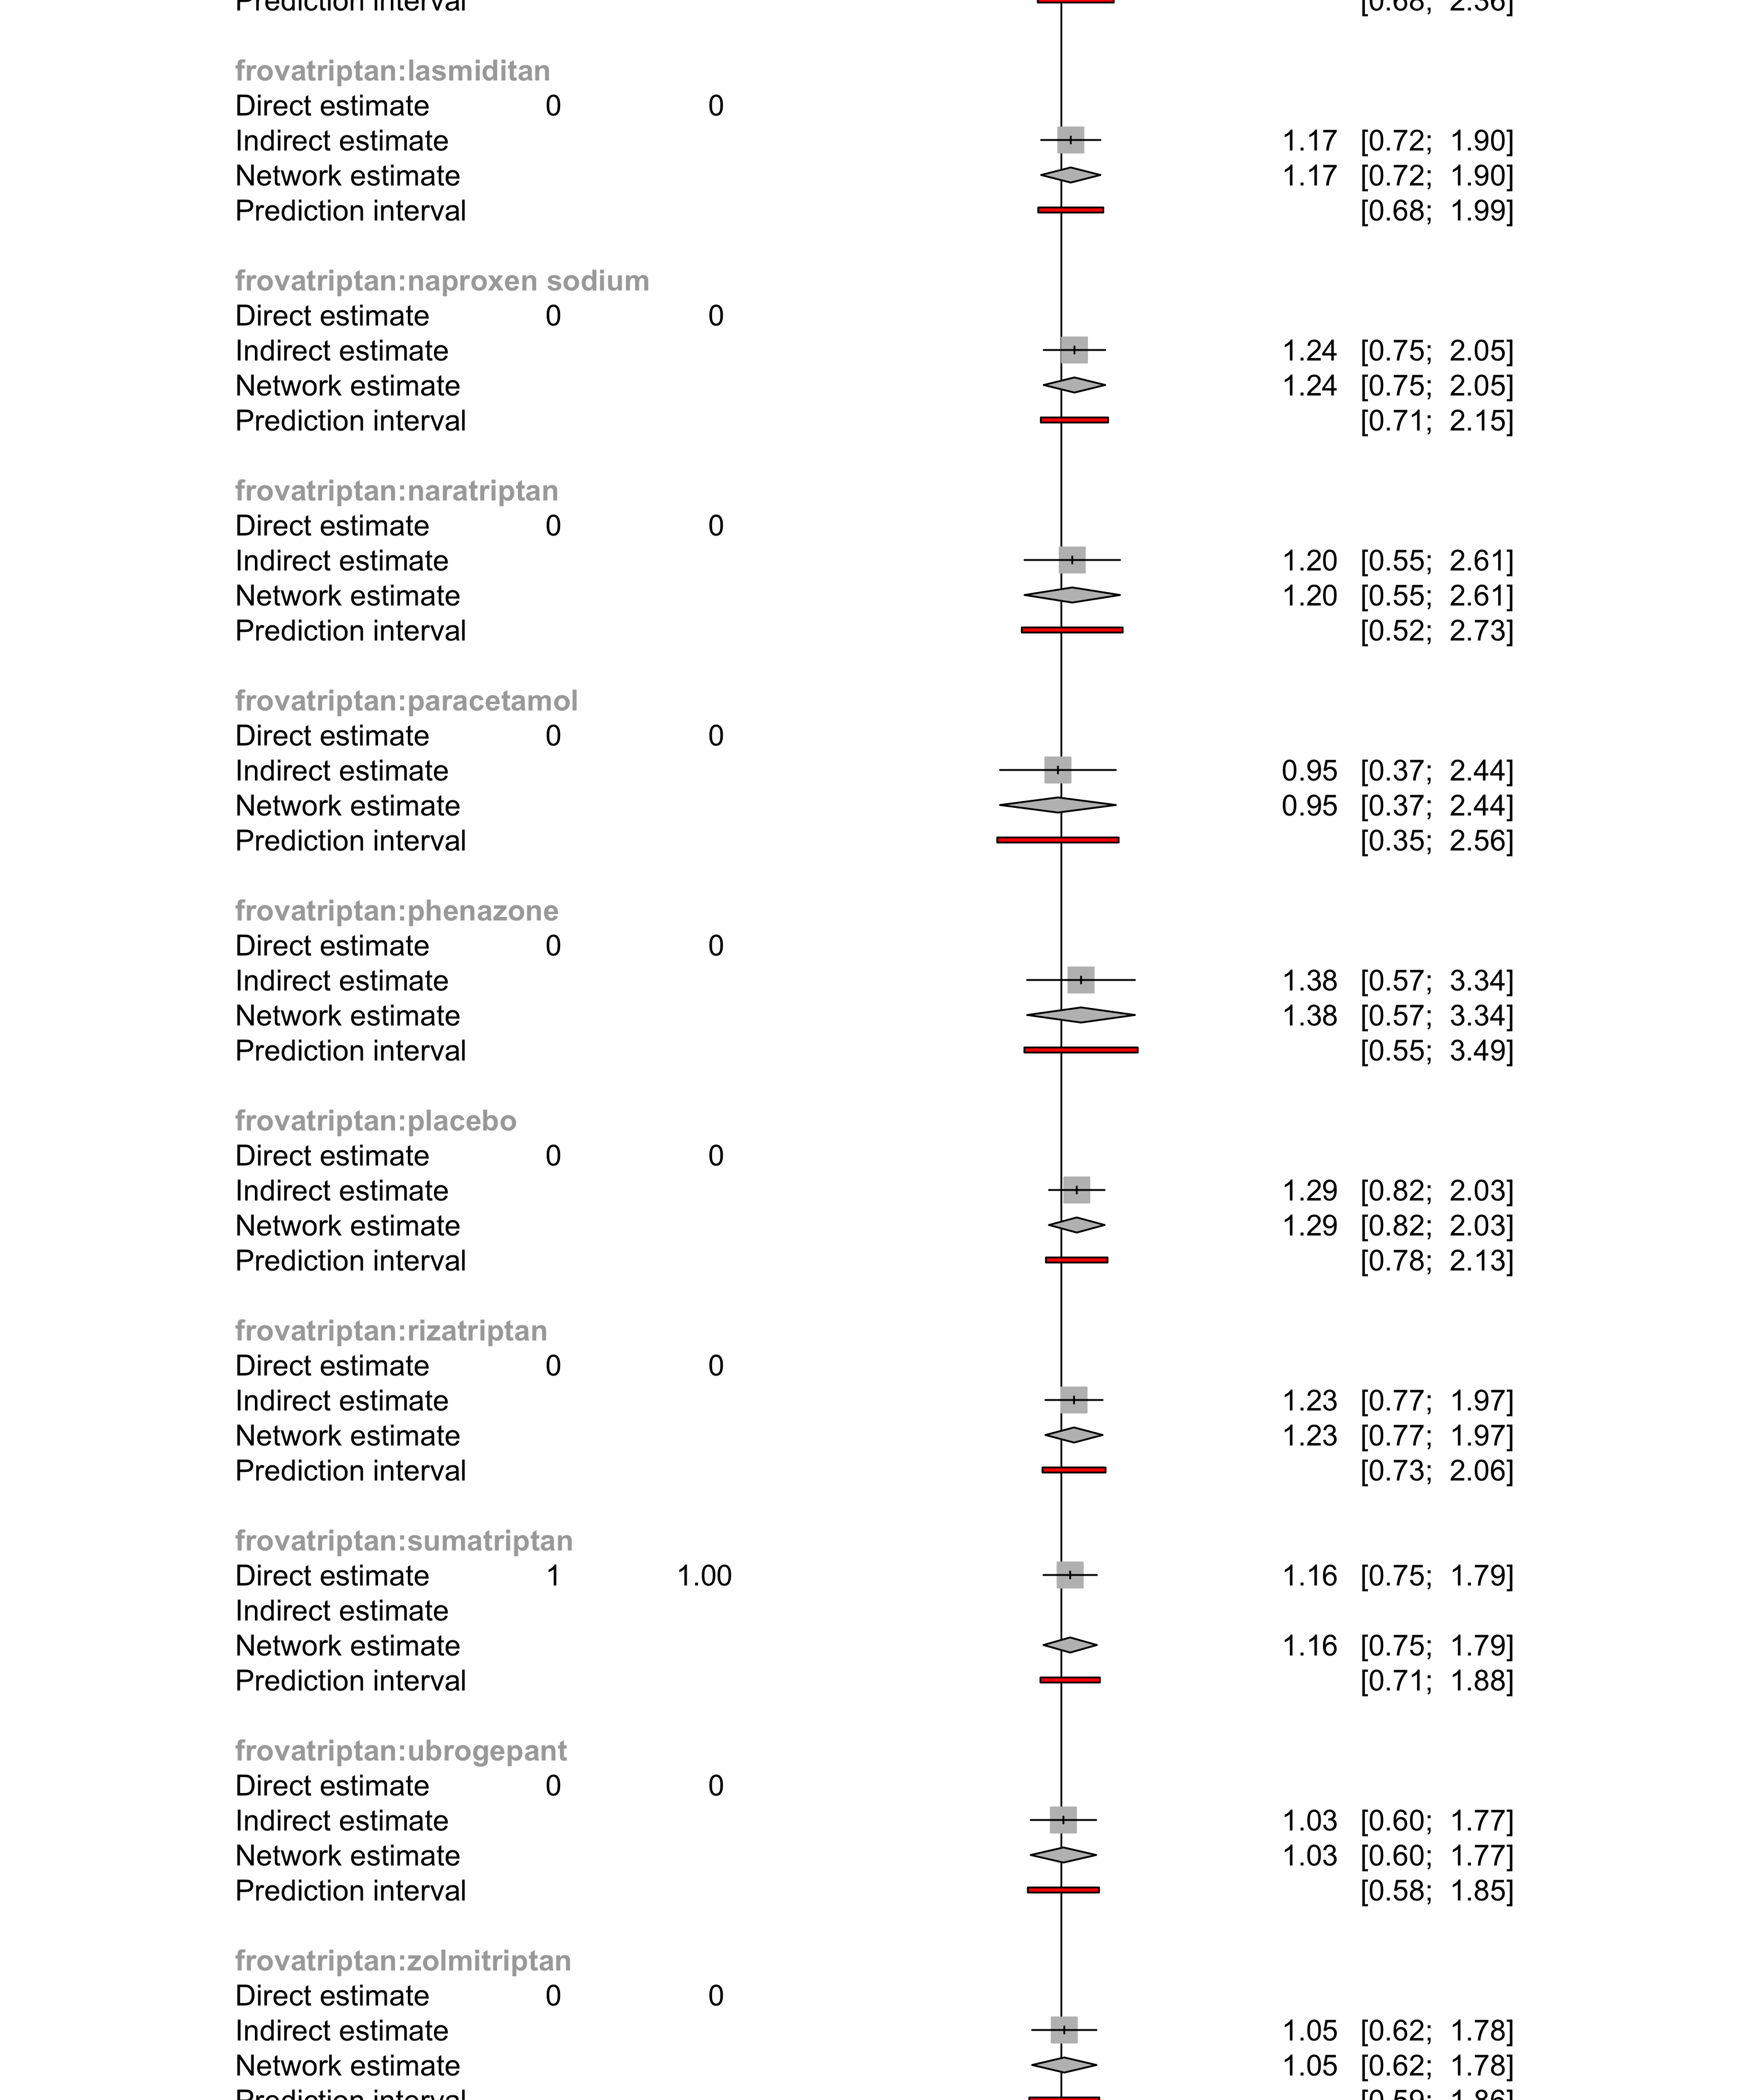 Prediction interval [0.68; 2.36]
frovatriptan:lasmiditan
Direct estimate 0 0
Indirect estimate 1.17 [0.72; 1.90]
Network estimate 1.17 [0.72; 1.90]
Prediction interval [0.68; 1.99]
frovatriptan:naproxen sodium
Direct estimate 0 0
Indirect estimate 1.24 [0.75; 2.05]
Network estimate 1.24 [0.75; 2.05]
Prediction interval [0.71; 2.15]
frovatriptan:naratriptan
Direct estimate 0 0
Indirect estimate 1.20 [0.55; 2.61]
Network estimate 1.20 [0.55; 2.61]
Prediction interval [0.52; 2.73]
frovatriptan:paracetamol
Direct estimate 0 0
Indirect estimate 0.95 [0.37; 2.44]
Network estimate 0.95 [0.37; 2.44]
Prediction interval [0.35; 2.56]
frovatriptan:phenazone
Direct estimate 0 0
Indirect estimate 1.38 [0.57; 3.34]
Network estimate 1.38 [0.57; 3.34]
Prediction interval [0.55; 3.49]
frovatriptan:placebo
Direct estimate 0 0
Indirect estimate 1.29 [0.82; 2.03]
Network estimate 1.29 [0.82; 2.03]
Prediction interval [0.78; 2.13]
frovatriptan:rizatriptan
Direct estimate 0 0
Indirect estimate 1.23 [0.77; 1.97]
Network estimate 1.23 [0.77; 1.97]
Prediction interval [0.73; 2.06]
frovatriptan:sumatriptan
Direct estimate 1 1.00 1.16 [0.75; 1.79]
Indirect estimate
Network estimate 1.16 [0.75; 1.79]
Prediction interval [0.71; 1.88]
frovatriptan:ubrogepant
Direct estimate 0 0
Indirect estimate 1.03 [0.60; 1.77]
Network estimate 1.03 [0.60; 1.77]
Prediction interval [0.58; 1.85]
frovatriptan:zolmitriptan
Direct estimate 0 0
Indirect estimate 1.05 [0.62; 1.78]
Network estimate 1.05 [0.62; 1.78]
Prediction interval [0.59; 1.86]